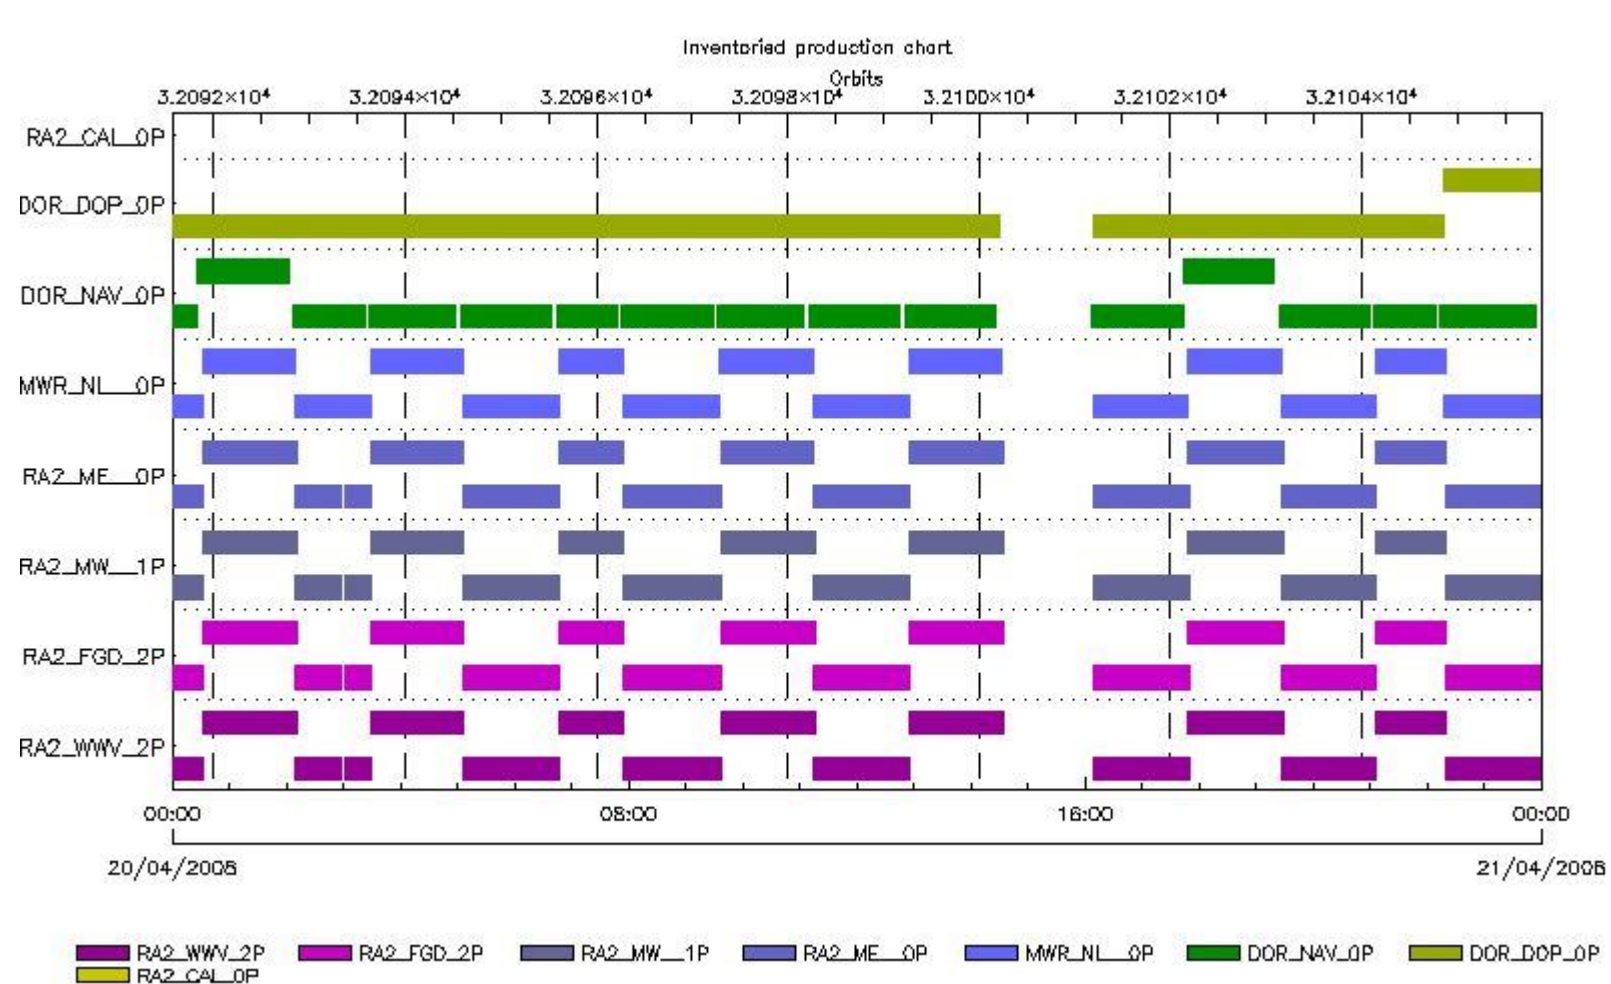 Inventoried production chart
Orbits
3.2092×10⁴ 3.2094×10⁴ 3.2096×10⁴ 3.2098×10⁴ 3.2100×10⁴ 3.2102×10⁴ 3.2104×10⁴
RA2_CAL_0P
DOR_DOP_0P
DOR_NAV_0P
MWR_NL__0P
RA2_ME__0P
RA2_MW__1P
RA2_FGD_2P
RA2_WWV_2P
00:00 08:00 16:00 00:00
20/04/2008 21/04/2008
RA2_WWV_2P RA2_FGD_2P RA2_MW__1P RA2_ME__0P MWR_NL__0P DOR_NAV_0P DOR_DOP_0P
RA2_CAL_0P